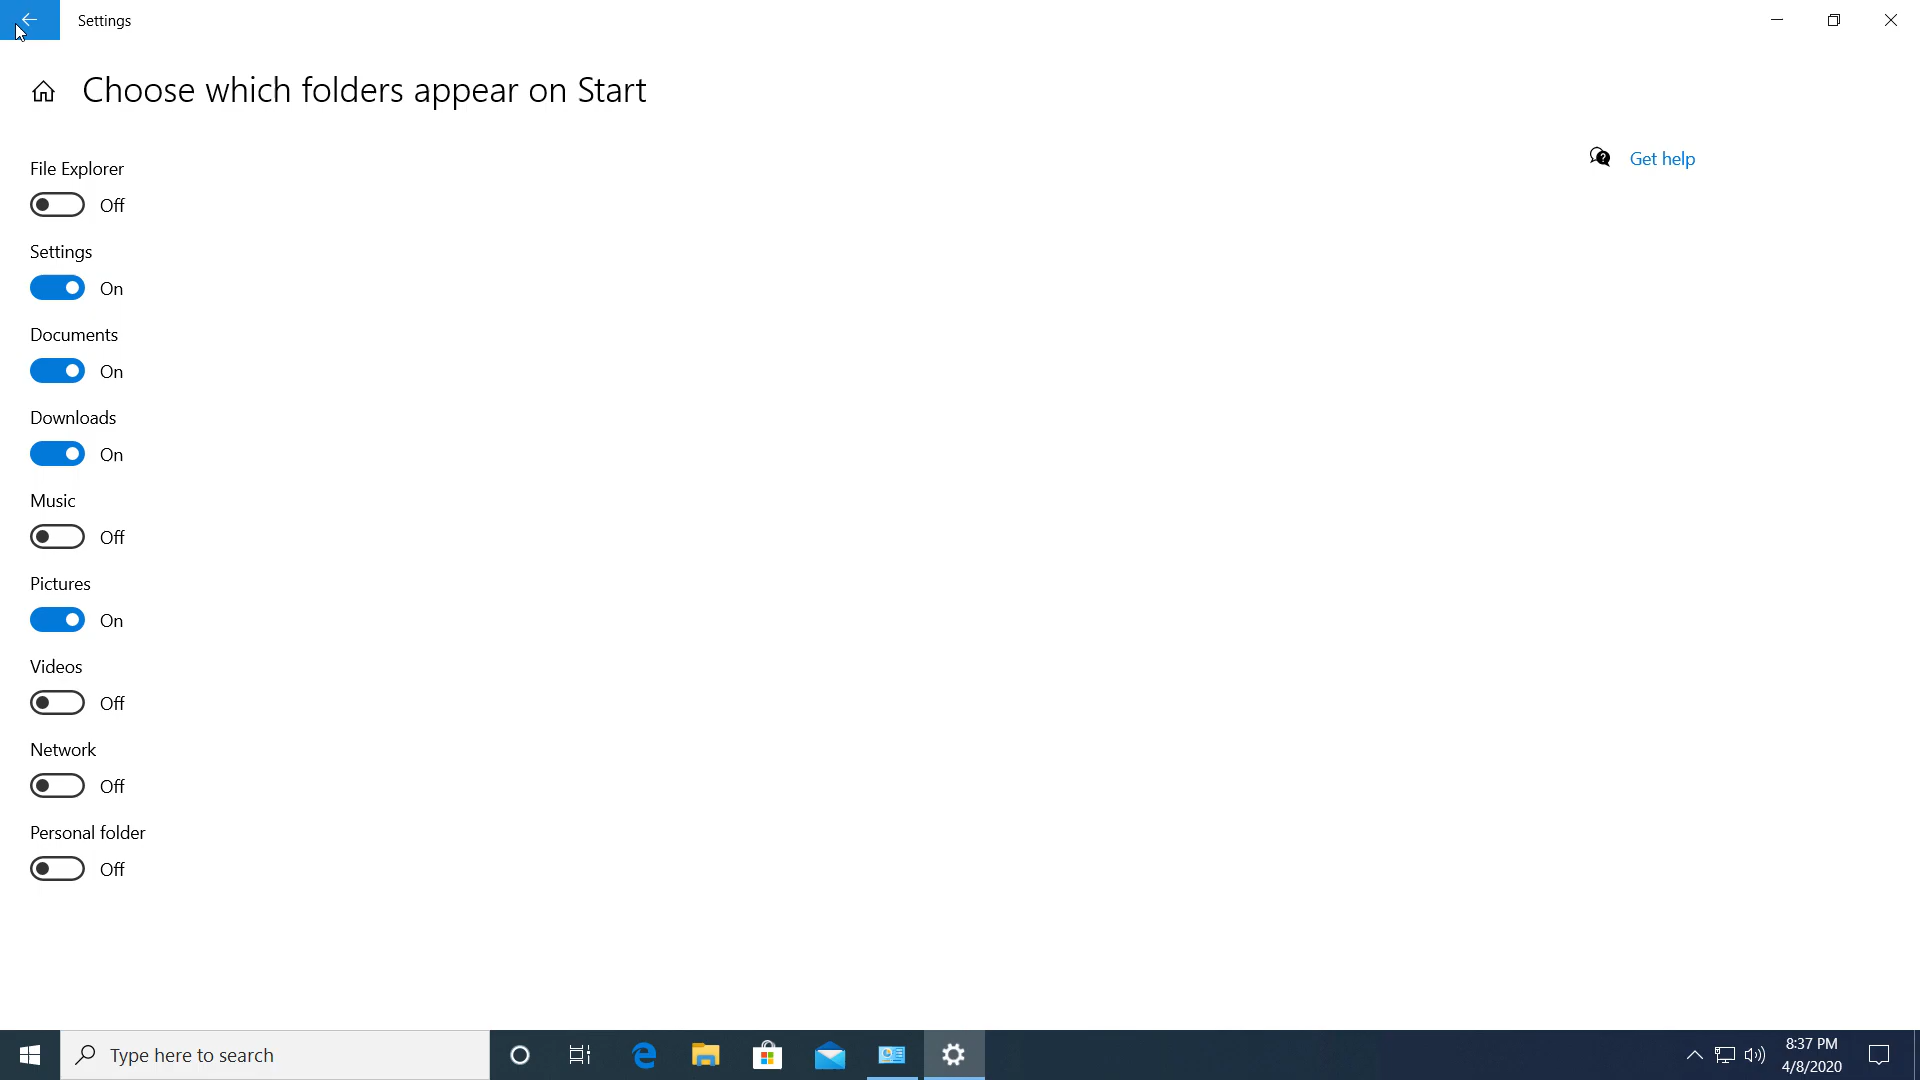 Settings
Choose which folders appear on Start
Get help
File Explorer
Off
Settings
On
Documents
On
Downloads
On
Music
Off
Pictures
On
Videos
Off
Network
Off
Personal folder
Off
Type here to search
8:37 PM
4/8/2020